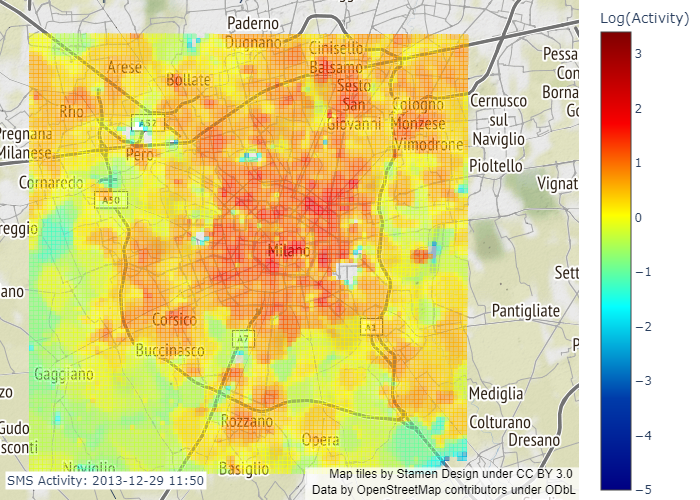 Log(Activity)
3
2
1
0
−1
−2
−3
−4
−5
Paderno
Dugnano
Cinisello
Balsamo
Arese
Bollate
Sesto
San
Giovanni
Rho
Cologno
Monzese
Cernusco
sul
Naviglio
Pessa
Con
Borna
Go
A52
Pregnana
Milanese
Pero
Vimodrone
Pioltello
Cornaredo
Vignat
A50
reggio
Milano
Sett
ano
Pantigliate
Corsico
A7
A1
Buccinasco
P
Gaggiano
zo
Mediglia
Rozzano
Colturano
Gudo
sconti
Opera
Dresano
Noviglio
Basiglio
SMS Activity: 2013-12-29 11:50
Map tiles by Stamen Design under CC BY 3.0
Data by OpenStreetMap contributors under ODbL